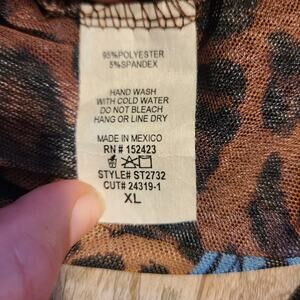 95%POLYESTER
5%SPANDEX
HAND WASH
WITH COLD WATER
DO NOT BLEACH
HANG OR LINE DRY
MADE IN MEXICO
RN # 152423
STYLE# ST2732
CUT# 24319-1
XL